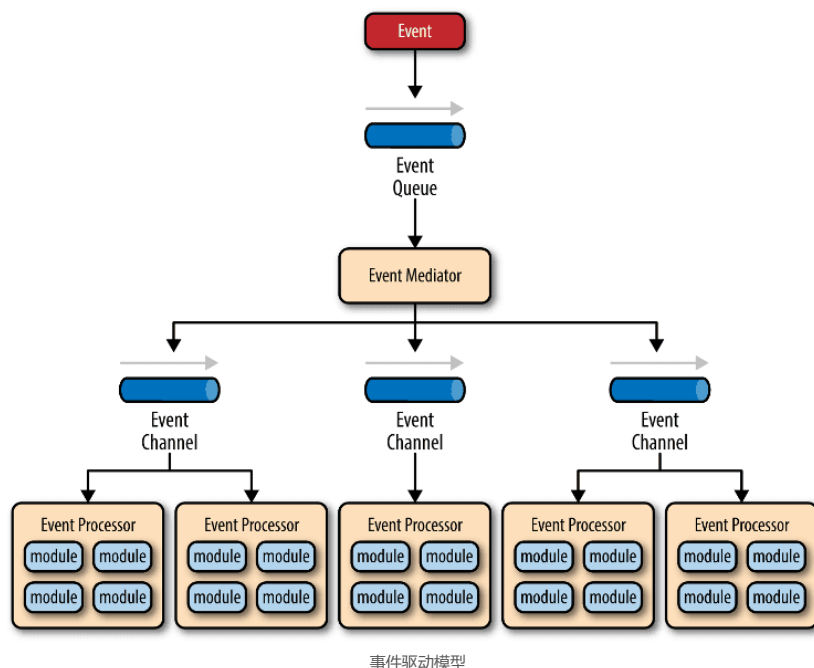 Event
Event
Queue
Event Mediator
Event
Channel
Event
Channel
Event
Channel
Event Processor
module module
module module
Event Processor
module module
module module
Event Processor
module module
module module
Event Processor
module module
module module
Event Processor
module module
module module
事件驱动模型